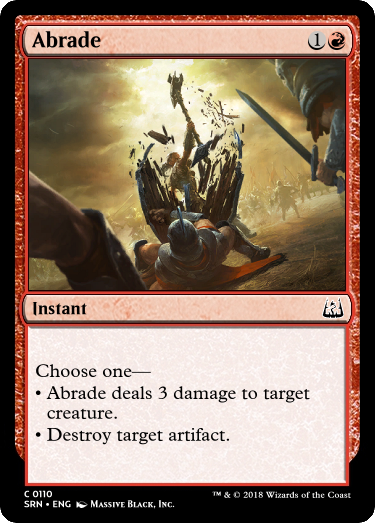 Abrade 1
Instant
Choose one—
• Abrade deals 3 damage to target
creature.
• Destroy target artifact.
C 0110
SRN • ENG Massive Black, Inc.
™ & © 2018 Wizards of the Coast